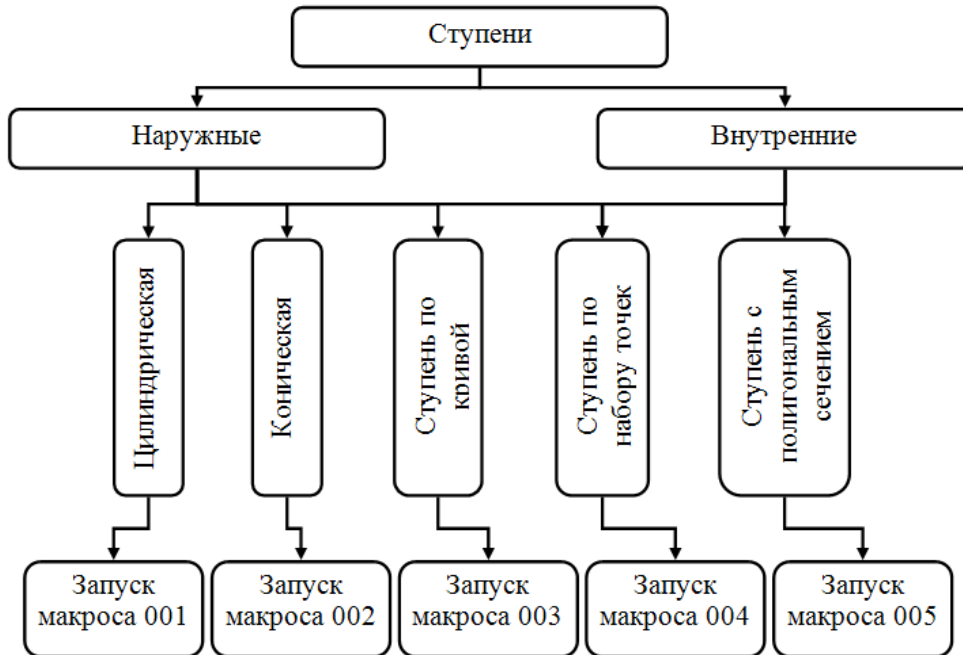 Ступени
Наружные
Внутренние
Цилиндрическая
Коническая
Ступень по
кривой
Ступень по
набору точек
Ступень с
полигональным
сечением
Запуск
макроса 001
Запуск
макроса 002
Запуск
макроса 003
Запуск
макроса 004
Запуск
макроса 005